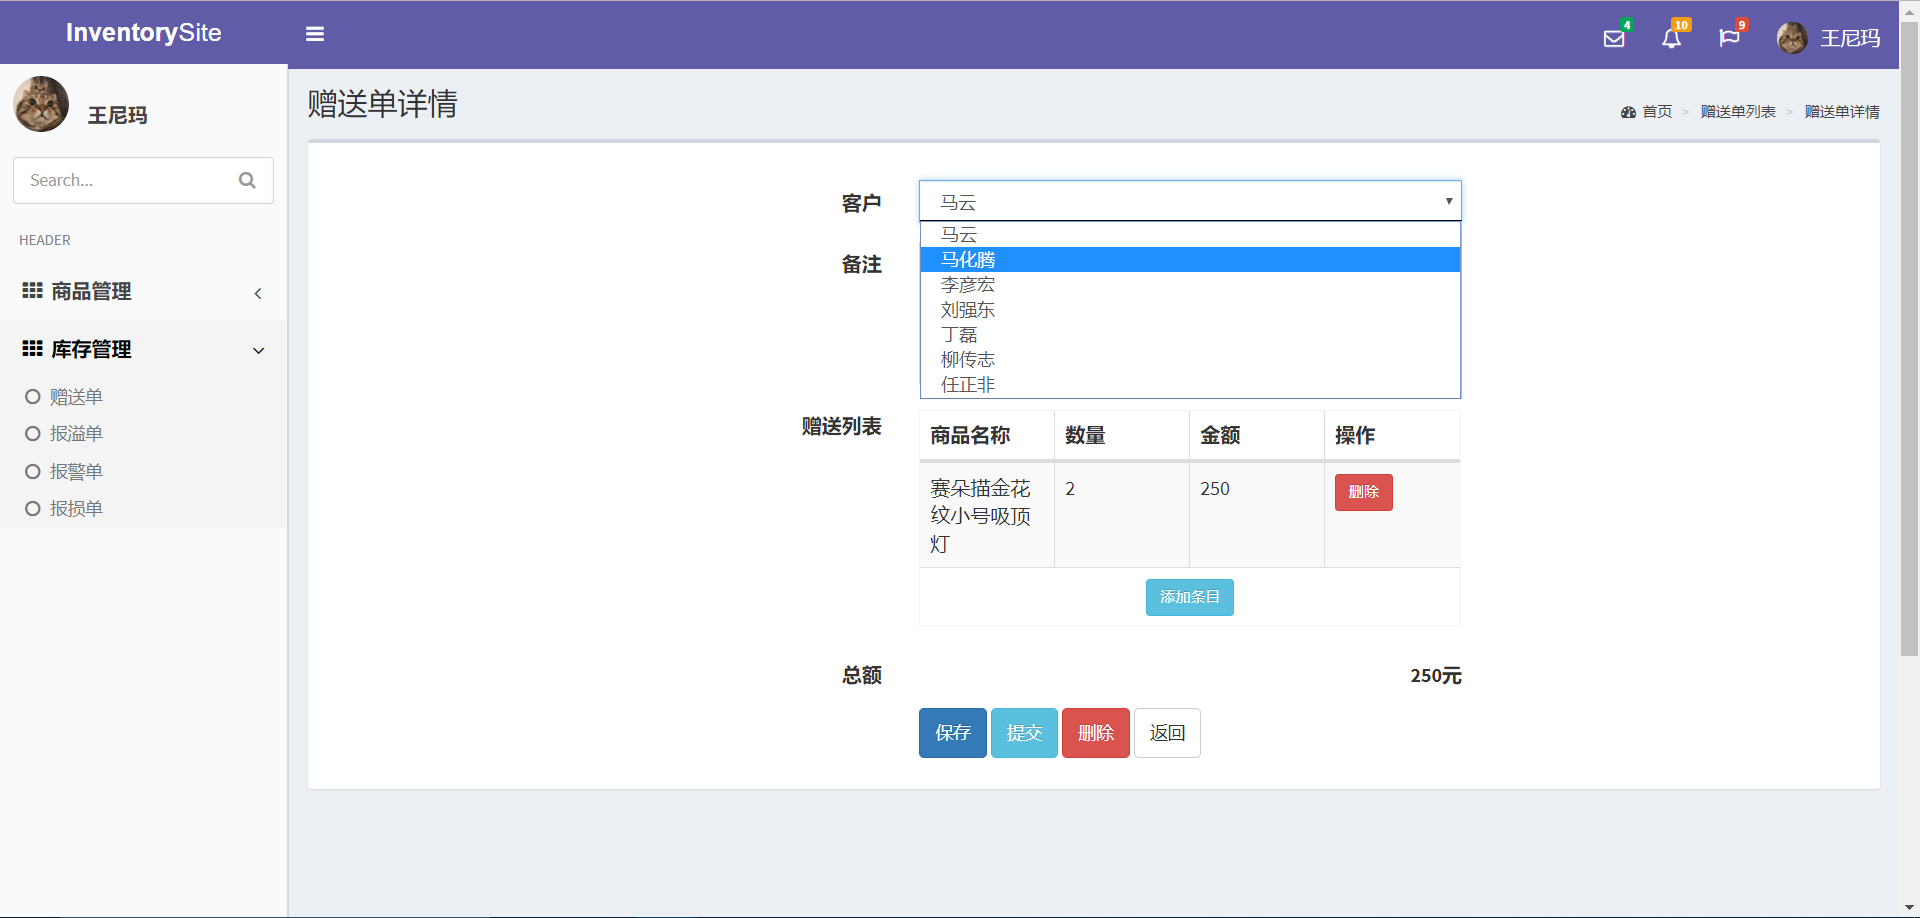 InventorySite
4
10
9
王尼玛
王尼玛
Search...
HEADER
商品管理
库存管理
赠送单
报溢单
报警单
报损单
赠送单详情
首页 > 赠送单列表 > 赠送单详情
客户
马云
马云
马化腾
李彦宏
刘强东
丁磊
柳传志
任正非
备注
赠送列表
商品名称 数量 金额 操作
赛朵描金花
纹小号吸顶
灯
2
250
删除
添加条目
总额
250元
保存 提交 删除 返回